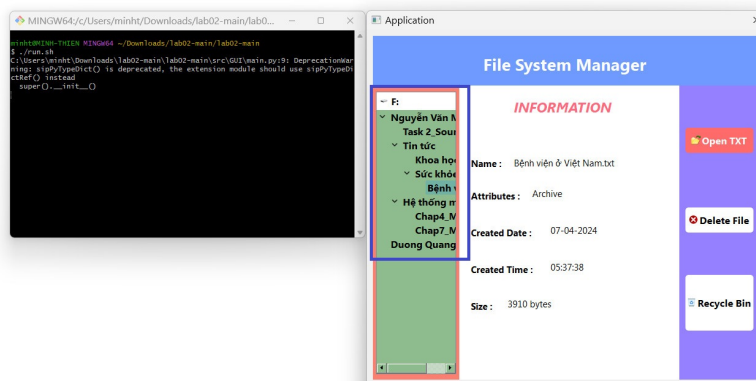 MINGW64:/c/Users/minht/Downloads/lab02-main/lab0...
minht@MINH-THIEN MINGW64 ~/Downloads/lab02-main/lab02-main
$ ./run.sh
C:\Users\minht\Downloads\lab02-main\lab02-main\src\GUI\main.py:9: DeprecationWar
ning: sipPyTypeDict() is deprecated, the extension module should use sipPyTypeDi
ctRef() instead
super().__init__()
Application
File System Manager
F:
Nguyễn Văn
Task 2_Sour
Tin tức
Khoa học
Sức khỏe
Bệnh
Hệ thống m
Chap4_M
Chap7_M
Duong Quang
INFORMATION
Name : Bệnh viện ở Việt Nam.txt
Attributes : Archive
Created Date : 07-04-2024
Created Time : 05:37:38
Size : 3910 bytes
Open TXT
Delete File
Recycle Bin